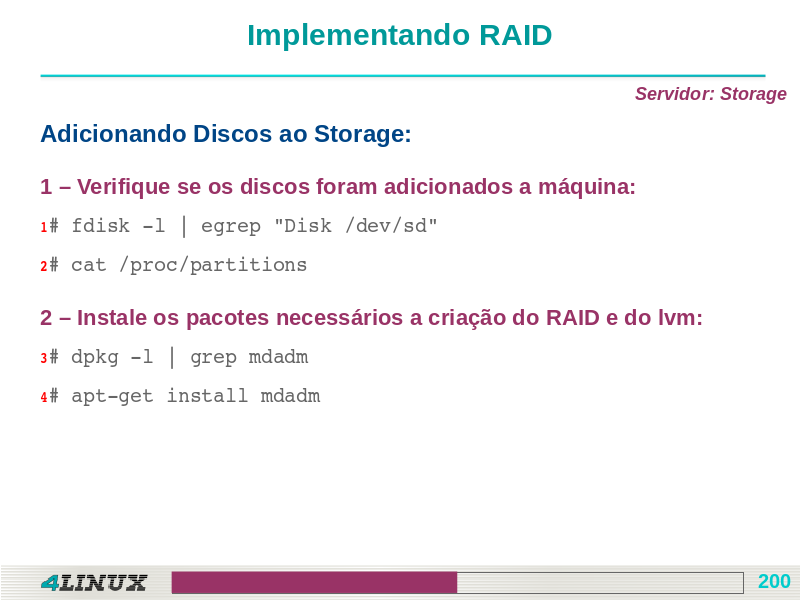 Implementando RAID
Servidor: Storage
Adicionando Discos ao Storage:
1 – Verifique se os discos foram adicionados a máquina:
1# fdisk -l | egrep "Disk /dev/sd"
2# cat /proc/partitions
2 – Instale os pacotes necessários a criação do RAID e do lvm:
3# dpkg -l | grep mdadm
4# apt-get install mdadm
4LINUX
200